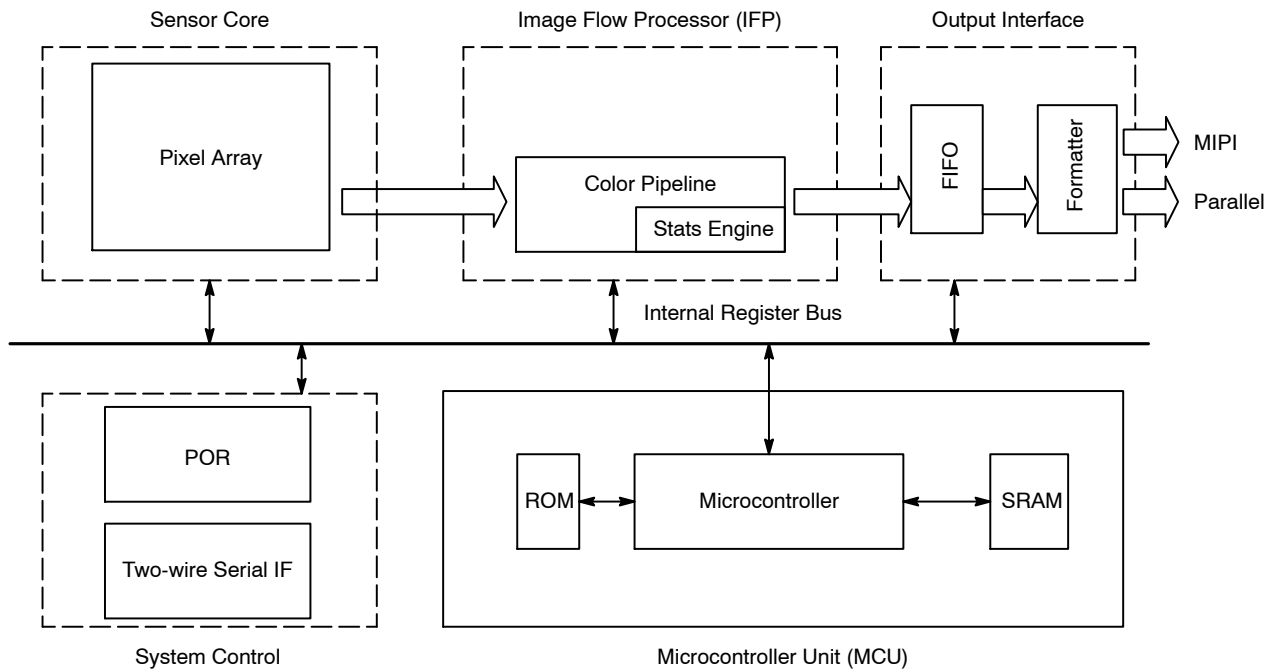 Sensor Core
Image Flow Processor (IFP)
Output Interface
Pixel Array
Color Pipeline
Stats Engine
FIFO
Formatter
MIPI
Parallel
Internal Register Bus
POR
Two-wire Serial IF
ROM
Microcontroller
SRAM
System Control
Microcontroller Unit (MCU)